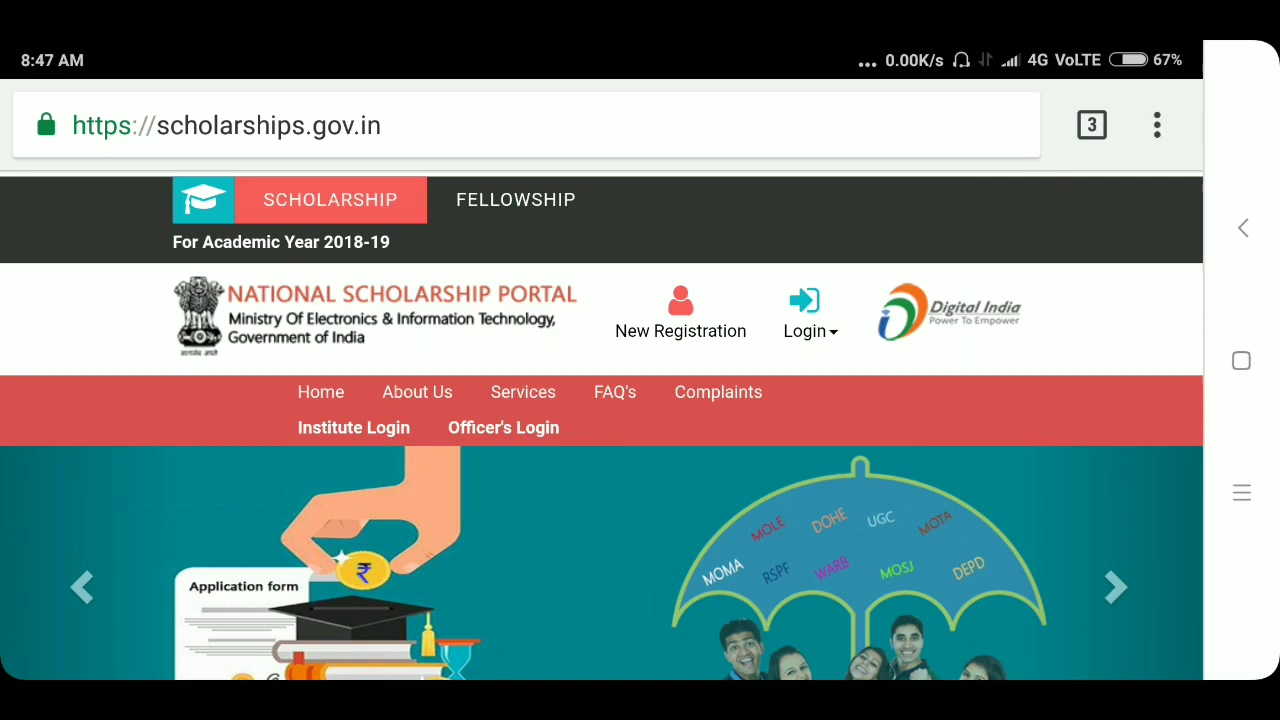 8:47 AM
... 0.00K/s 4G VoLTE 67%
https://scholarships.gov.in
3
SCHOLARSHIP FELLOWSHIP
For Academic Year 2018-19
NATIONAL SCHOLARSHIP PORTAL
Ministry Of Electronics & Information Technology,
Government of India
New Registration
Login
Digital India
Power To Empower
Home About Us Services FAQ's Complaints
Institute Login Officer's Login
Application form
₹
MOLE DOHE UGC MOTA
MOMA RSPF WARB MOSJ DEPD